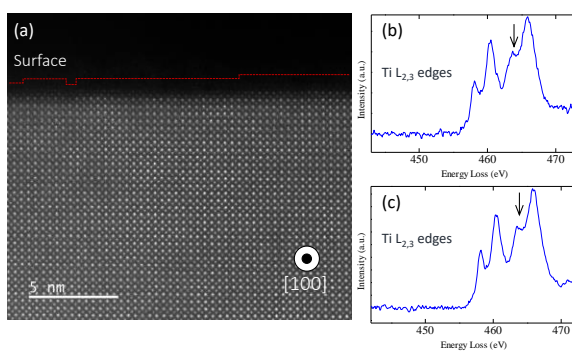 (a)
Surface
5 nm
[100]
(b)
Ti L2,3 edges
Intensity (a.u.)
450
460
470
Energy Loss (eV)
(c)
Ti L2,3 edges
Intensity (a.u.)
450
460
470
Energy Loss (eV)